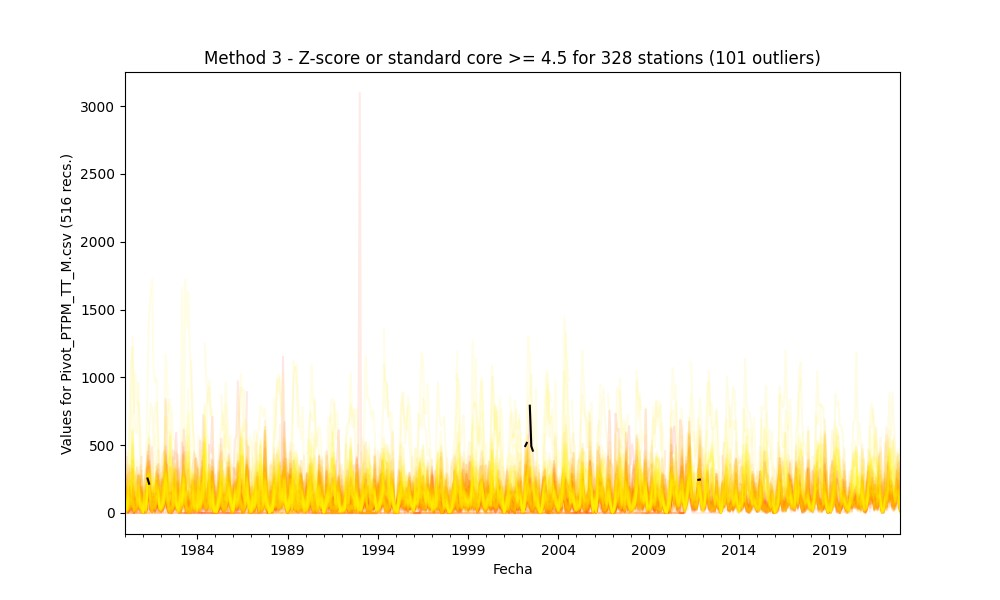 Method 3 - Z-score or standard core >= 4.5 for 328 stations (101 outliers)
Values for Pivot_PTPM_TT_M.csv (516 recs.)
3000
2500
2000
1500
1000
500
0
1984 1989 1994 1999 2004 2009 2014 2019
Fecha